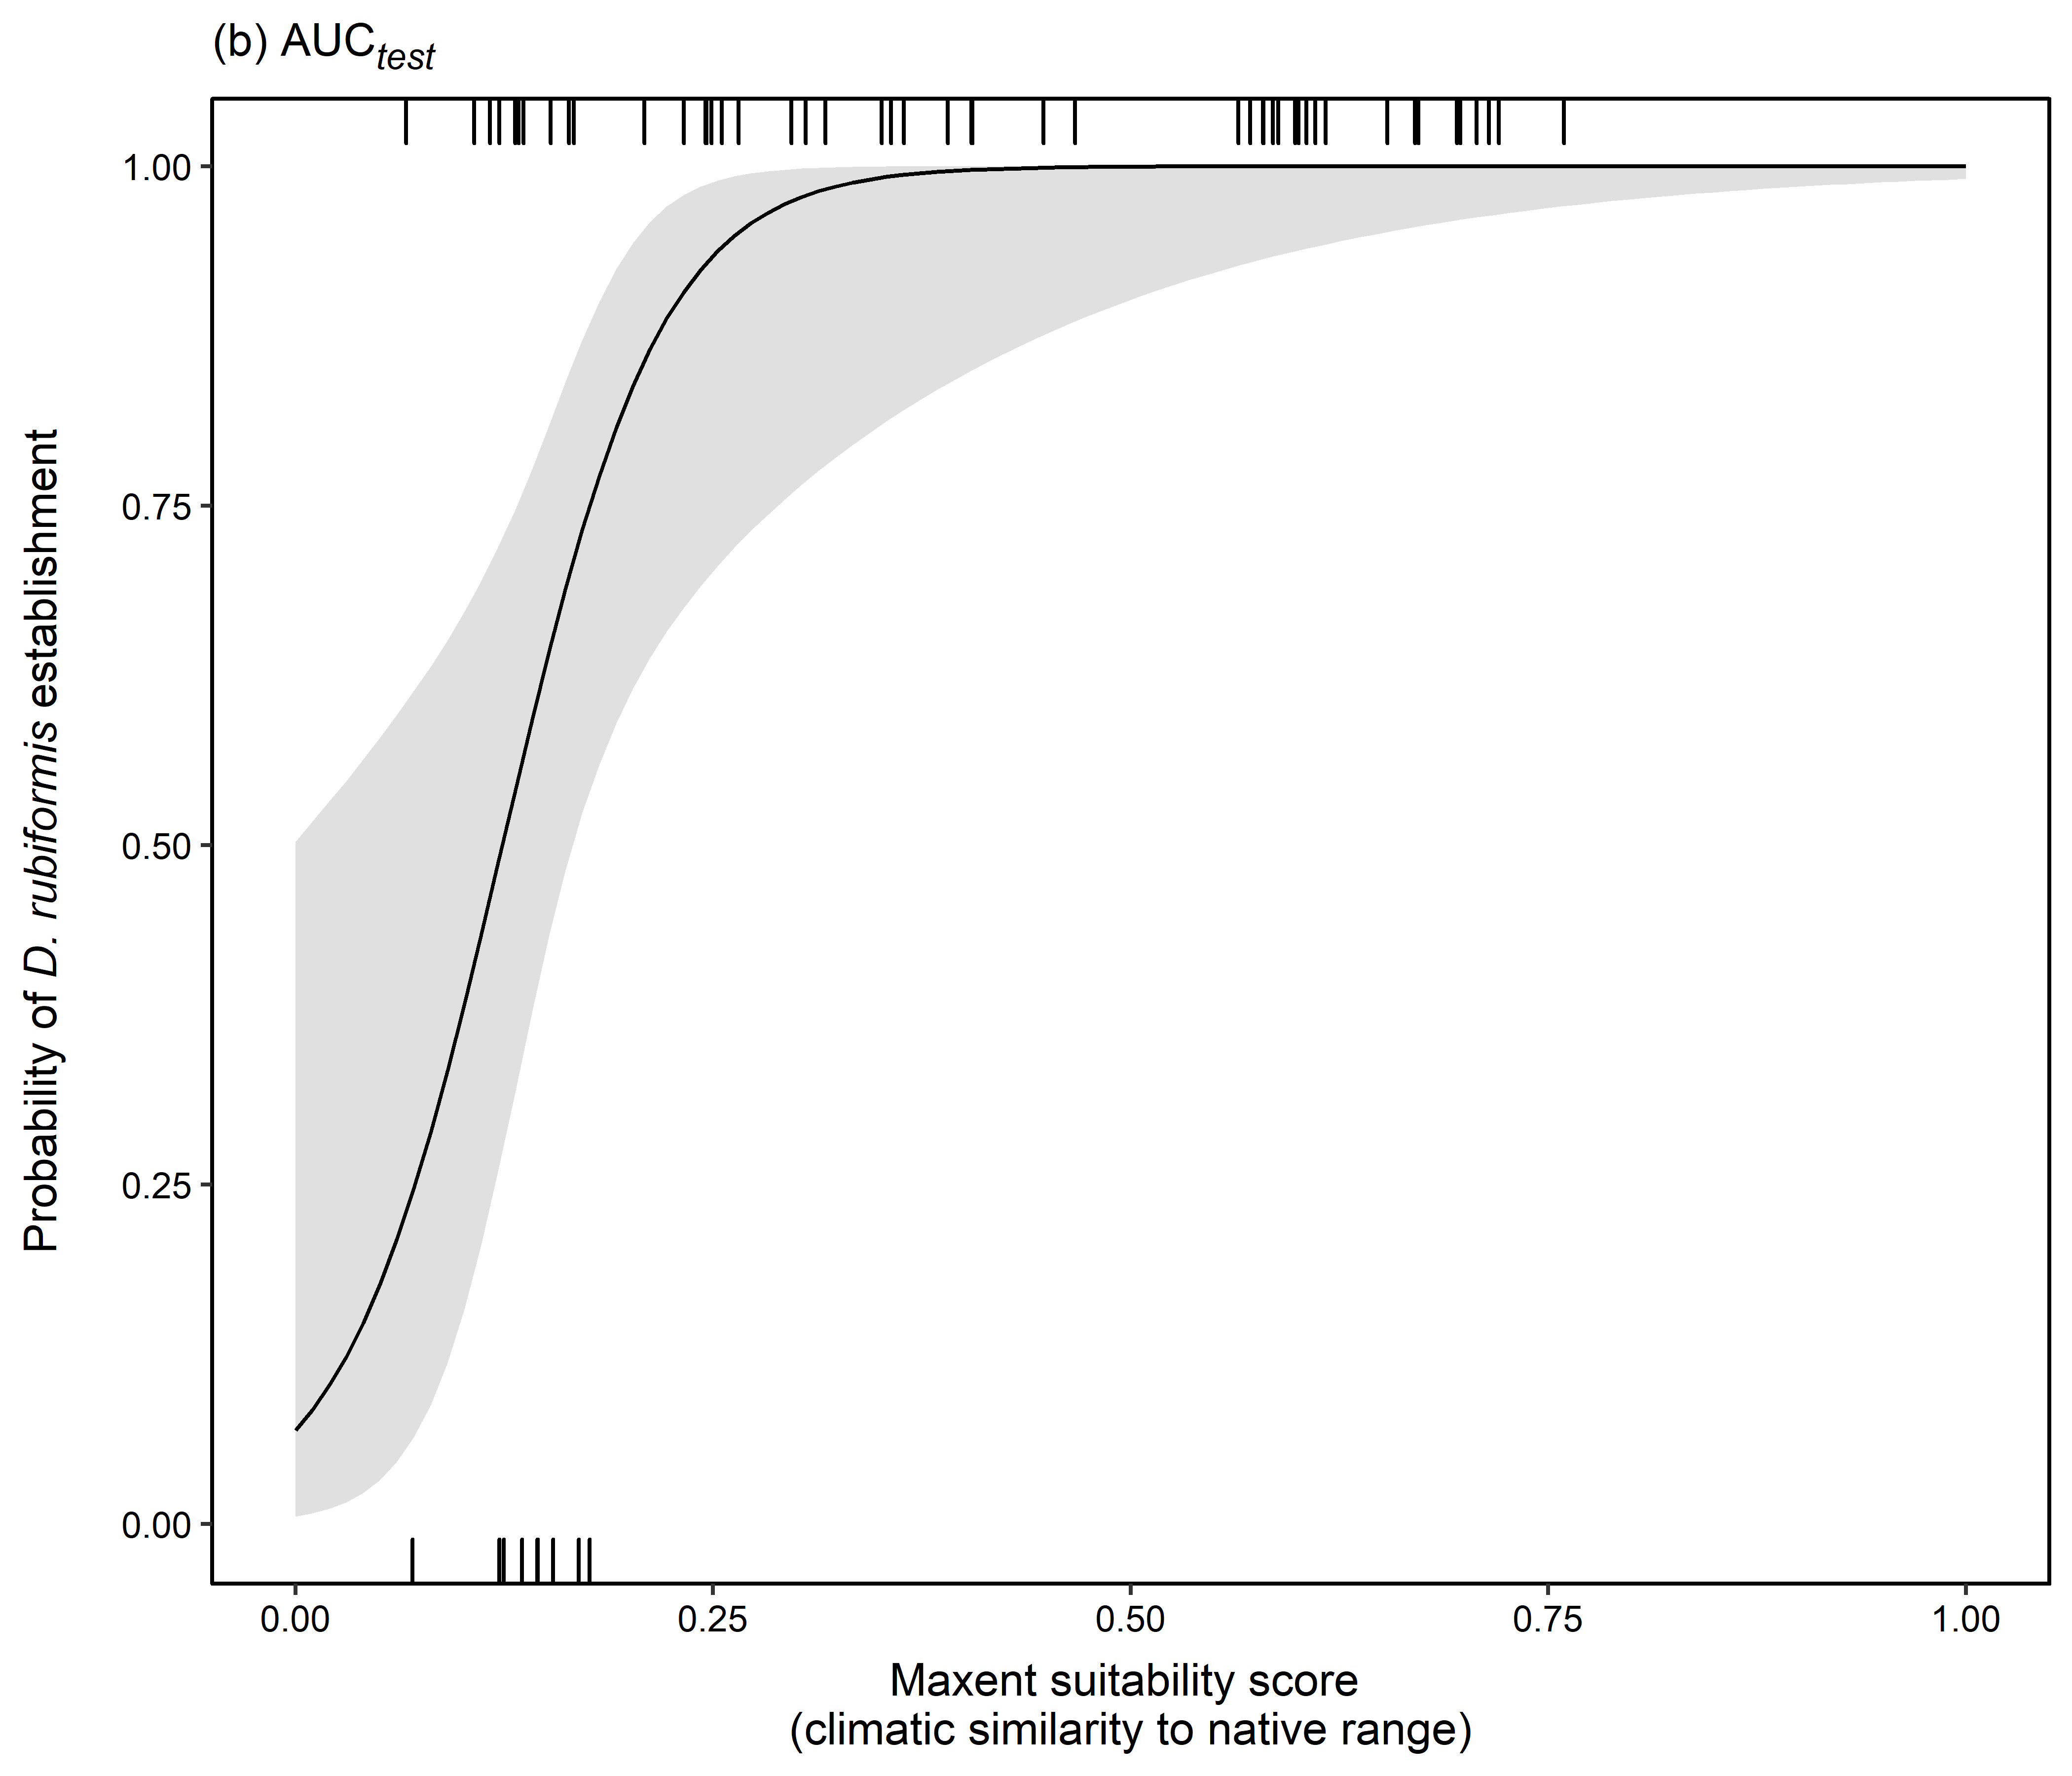 (b) AUCtest
Probability of D. rubiformis establishment
1.00
0.75
0.50
0.25
0.00
0.00 0.25 0.50 0.75 1.00
Maxent suitability score
(climatic similarity to native range)